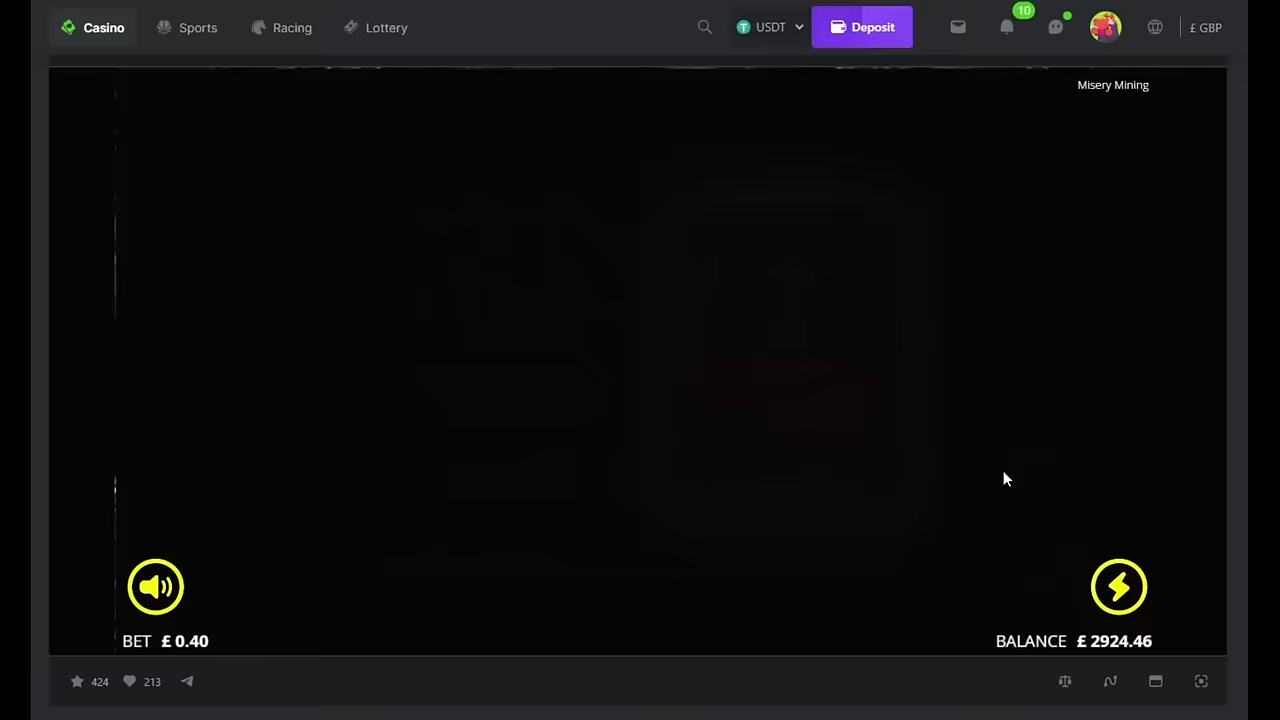 Casino
Sports
Racing
Lottery
USDT
Deposit
10
£ GBP
Misery Mining
BET £ 0.40
BALANCE £ 2924.46
424
213